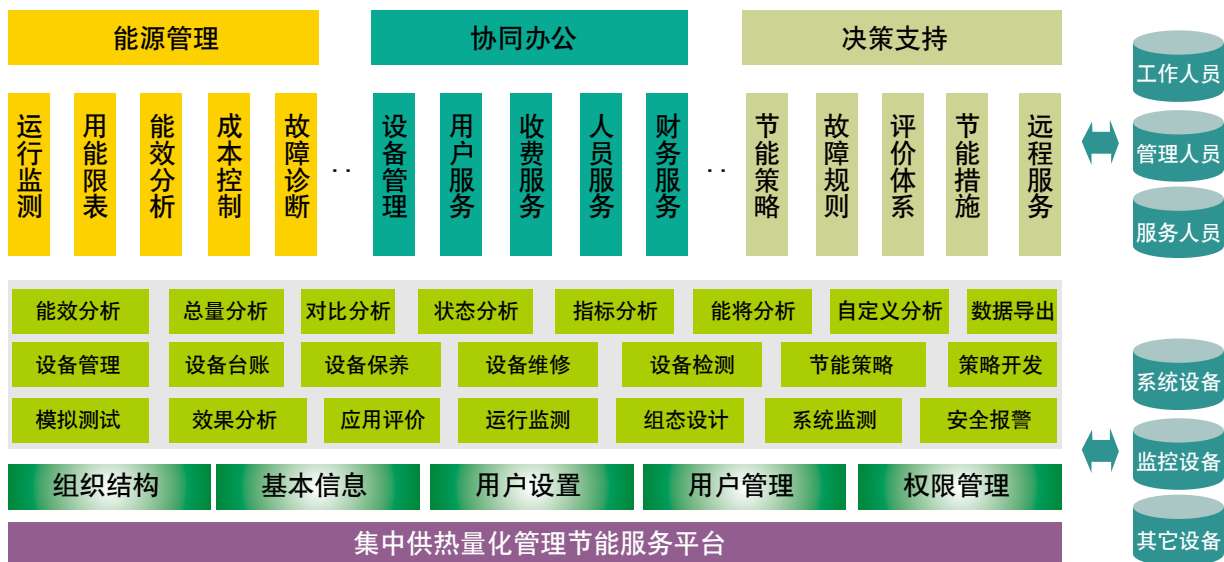 能源管理
协同办公
决策支持
运行监测
用能限表
能效分析
成本控制
故障诊断
..
设备管理
用户服务
收费服务
人员服务
财务服务
..
节能策略
故障规则
评价体系
节能措施
远程服务
工作人员
管理人员
服务人员
能效分析
总量分析
对比分析
状态分析
指标分析
能将分析
自定义分析
数据导出
设备管理
设备台账
设备保养
设备维修
设备检测
节能策略
策略开发
模拟测试
效果分析
应用评价
运行监测
组态设计
系统监测
安全报警
系统设备
监控设备
其它设备
组织结构
基本信息
用户设置
用户管理
权限管理
集中供热量化管理节能服务平台